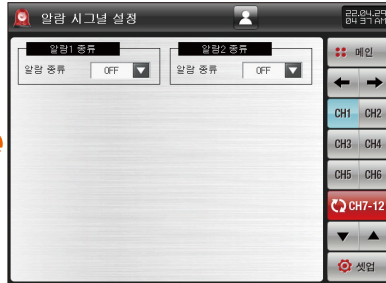 알람 시그널 설정
22.04.29
04:37 AM
알람1 종류
알람2 종류
알람 종류 OFF
알람 종류 OFF
메인
CH1 CH2
CH3 CH4
CH5 CH6
CH7-12
셋업